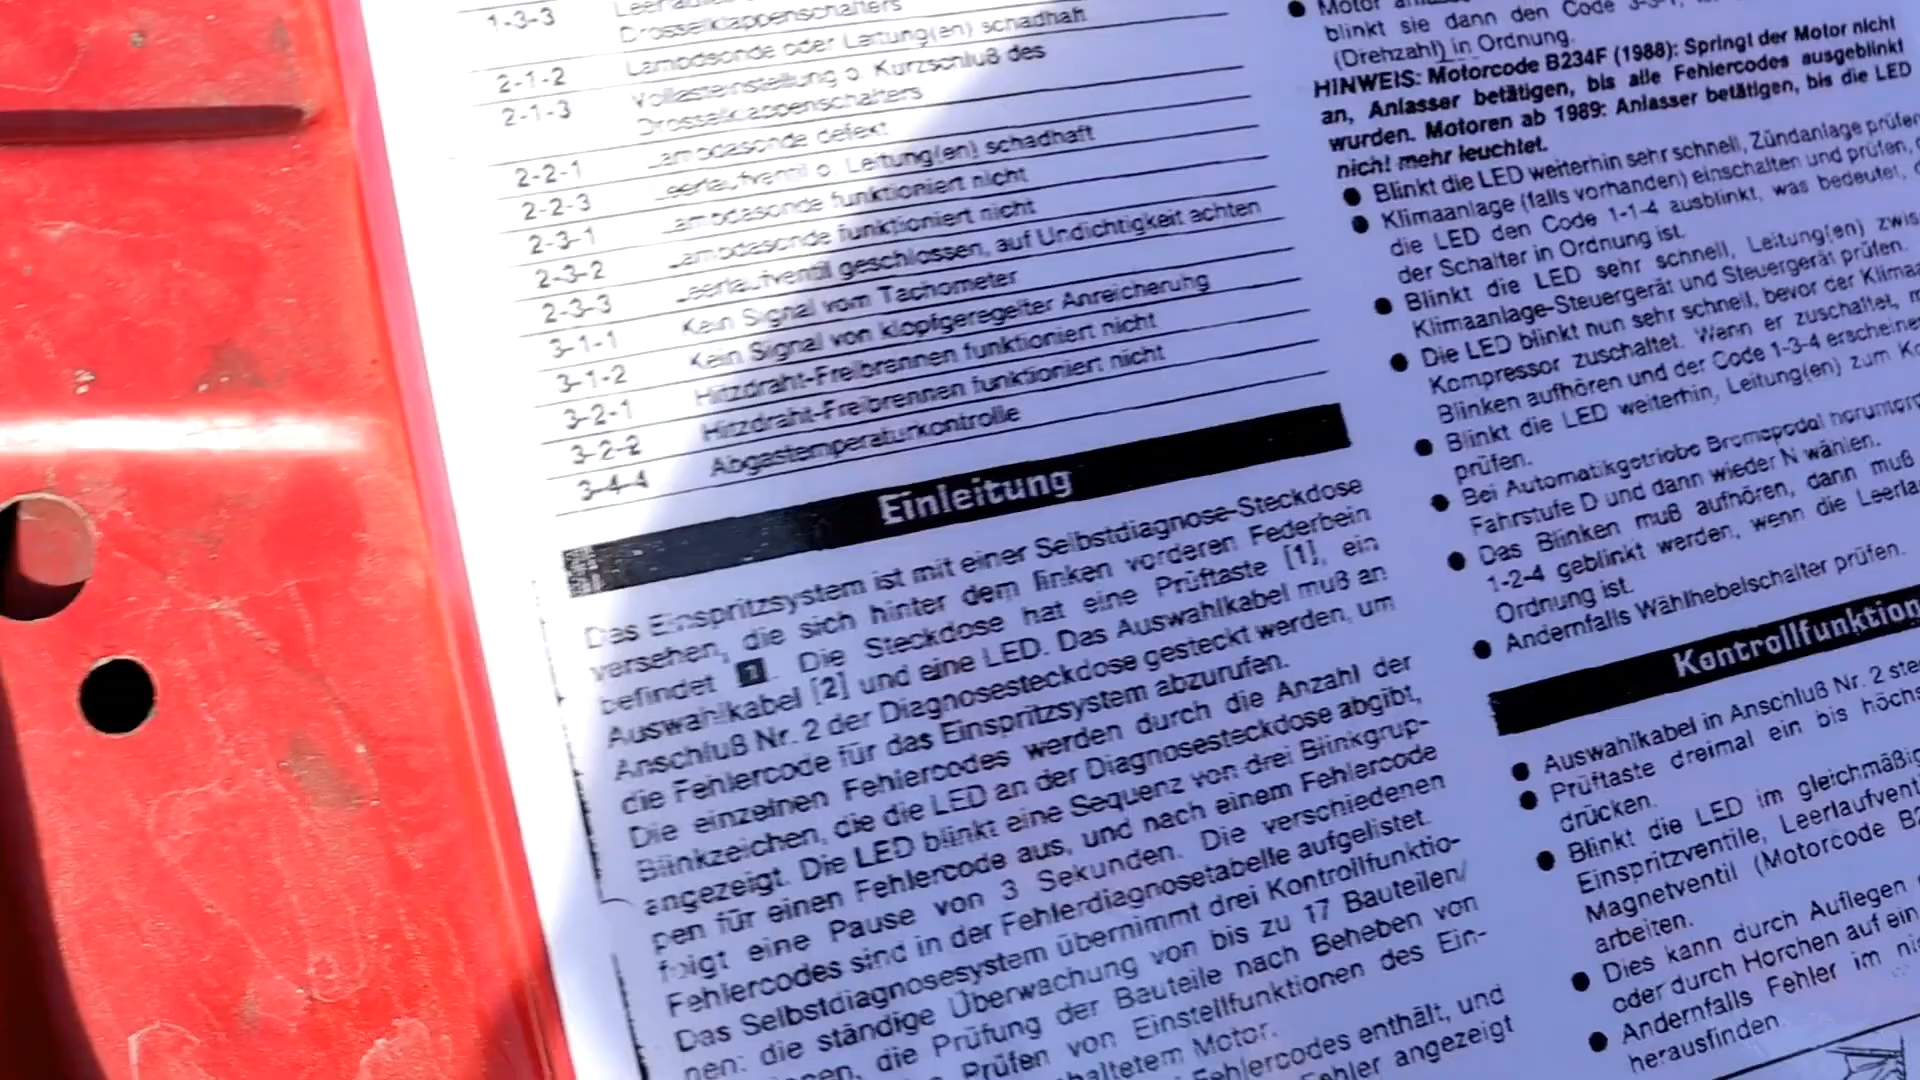 1-3-3
Drosselklappenschalters
2-1-2 Lambdasonde oder Leitung(en) schadhaft
2-1-3 Vollasteinstellung o. Kurzschluß des
Drosselklappenschalters
2-2-1 Lambdasonde defekt
2-2-3 Leerlaufventil o. Leitung(en) schadhaft
2-3-1 Lambdasonde funktioniert nicht
2-3-2 Lambdasonde funktioniert nicht
2-3-3 Leerlaufventil geschlossen, auf Undichtigkeit achten
3-1-1 Kein Signal vom Tachometer
3-1-2 Kein Signal von klopfgeregelter Anreicherung
3-2-1 Hitzdraht-Freibrennen funktioniert nicht
3-2-2 Hitzdraht-Freibrennen funktioniert nicht
3-4-4 Abgastemperaturkontrolle
Einleitung
Das Einspritzsystem ist mit einer Selbstdiagnose-Steckdose
versehen, die sich hinter dem linken vorderen Federbein
befindet 1. Die Steckdose hat eine Prüftaste [1], ein
Auswahlkabel [2] und eine LED. Das Auswahlkabel muß an
Anschluß Nr. 2 der Diagnosesteckdose gesteckt werden, um
die Fehlercode für das Einspritzsystem abzurufen.
Die einzelnen Fehlercodes werden durch die Anzahl der
Blinkzeichen, die die LED an der Diagnosesteckdose abgibt,
angezeigt. Die LED blinkt eine Sequenz von drei Blinkgrup-
pen für einen Fehlercode aus, und nach einem Fehlercode
folgt eine Pause von 3 Sekunden. Die verschiedenen
Fehlercodes sind in der Fehlerdiagnosetabelle aufgelistet.
Das Selbstdiagnosesystem übernimmt drei Kontrollfunktio-
nen: die ständige Überwachung von bis zu 17 Bauteilen/
die Prüfung der Bauteile nach Beheben von
Prüfen von Einstellfunktionen des Ein-
Motor.
Fehlercodes enthält, und
angezeigt
● Motor
blinkt sie dann den Code
(Drehzahl) in Ordnung.
HINWEIS: Motorcode B234F (1988): Springt der Motor nicht
an, Anlasser betätigen, bis alle Fehlercodes ausgeblinkt
wurden. Motoren ab 1989: Anlasser betätigen, bis die LED
nicht mehr leuchtet.
● Blinkt die LED weiterhin sehr schnell, Zündanlage prüfen
● Klimaanlage (falls vorhanden) einschalten und prüfen,
die LED den Code 1-1-4 ausblinkt, was bedeutet,
der Schalter in Ordnung ist.
● Blinkt die LED sehr schnell, Leitung(en)
Klimaanlage-Steuergerät und Steuergerät prüfen.
● Die LED blinkt nun sehr schnell, bevor der
Kompressor zuschaltet. Wenn er zuschaltet,
Blinken aufhören und der Code 1-3-4
● Blinkt die LED weiterhin, Leitung(en) zum
prüfen.
● Bei Automatikgetriebe Bremspedal
Fahrstufe D und dann wieder N wählen.
● Das Blinken muß aufhören, dann muß
1-2-4 geblinkt werden, wenn die
Ordnung ist.
● Andernfalls Wählhebelschalter prüfen.
Kontrollfunktion
● Auswahlkabel in Anschluß Nr. 2
● Prüftaste dreimal ein bis
drücken.
● Blinkt die LED im
Einspritzventile,
Magnetventil (Motorcode
arbeiten.
● Dies kann durch Auflegen
oder durch Horchen auf
● Andernfalls Fehler im
herausfinden.